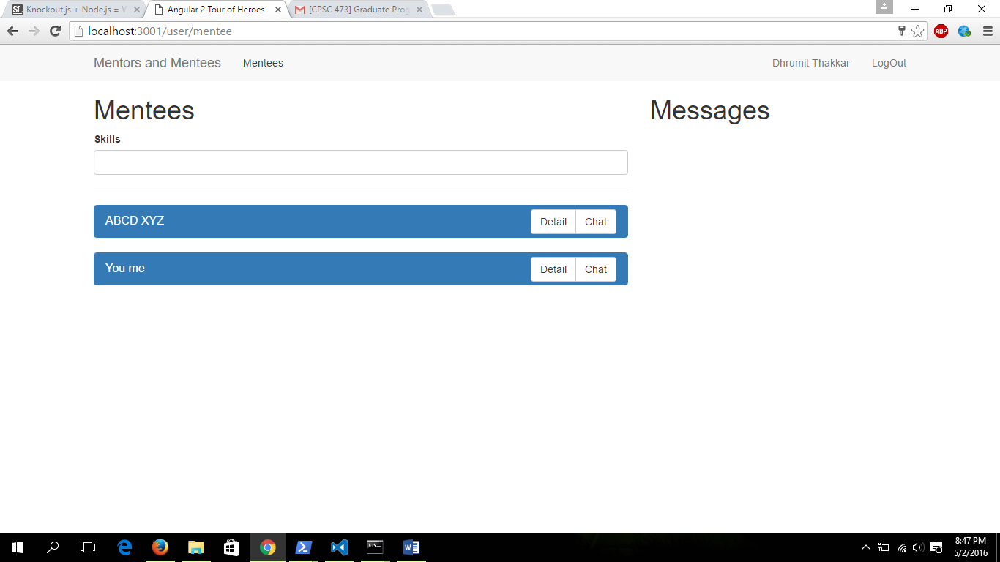 SL Knockout.js + Node.js =
Angular 2 Tour of Heroes
[CPSC 473] Graduate Prog
localhost:3001/user/mentee
ABP
Mentors and Mentees Mentees Dhrumit Thakkar LogOut
Mentees
Messages
Skills
ABCD XYZ Detail Chat
You me Detail Chat
8:47 PM
5/2/2016